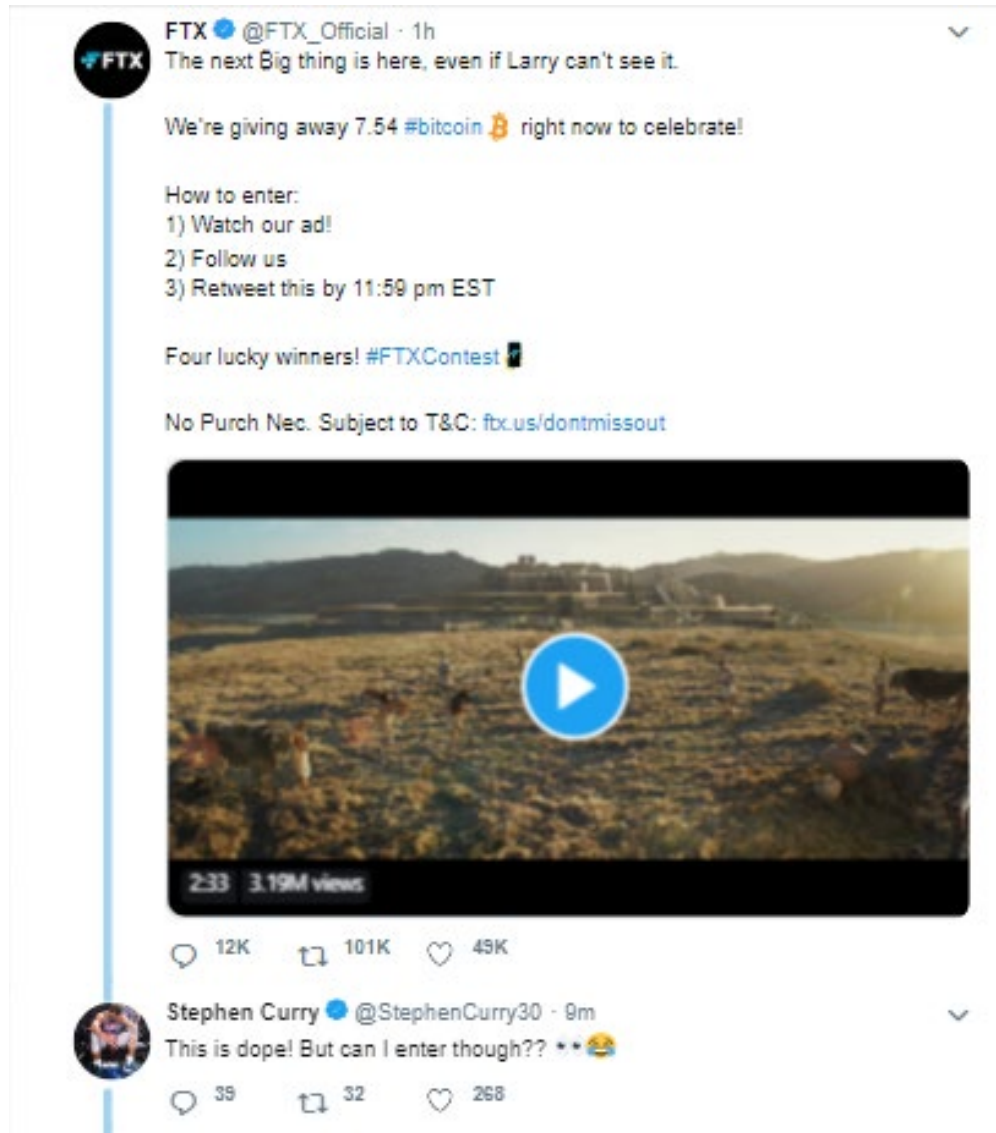 FTX @FTX_Official · 1h
FTX
The next Big thing is here, even if Larry can't see it.
We're giving away 7.54 #bitcoin right now to celebrate!
How to enter:
1) Watch our ad!
2) Follow us
3) Retweet this by 11:59 pm EST
Four lucky winners! #FTXContest
No Purch Nec. Subject to T&C: ftx.us/dontmissout
2:33 3.19M views
12K 101K 49K
Stephen Curry @StephenCurry30 · 9m
This is dope! But can I enter though?? 👀😂
39 32 268